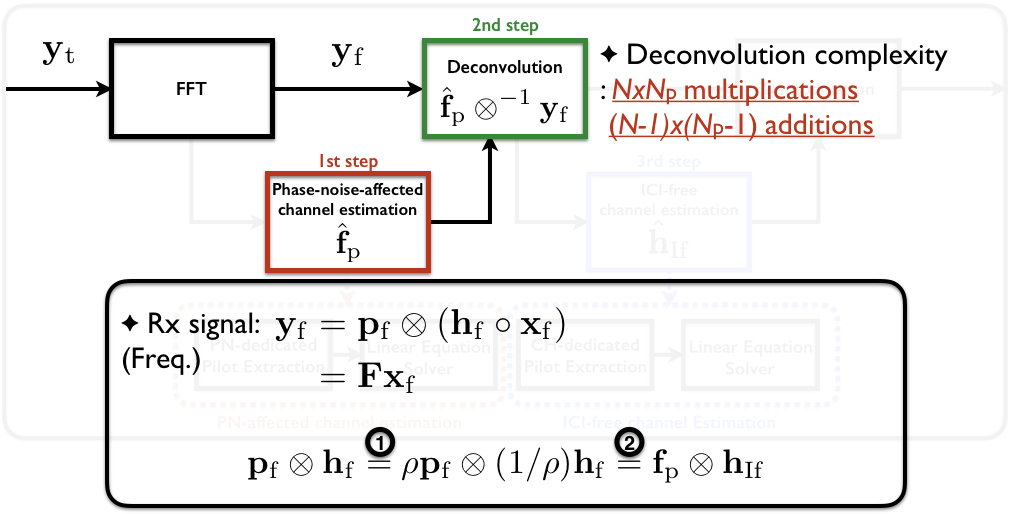 2nd step
𝐲_t
FFT
𝐲_f
Deconvolution
𝐟̂_p ⊗⁻¹ 𝐲_f
✦ Deconvolution complexity
: NxNp multiplications
(N-1)x(Np-1) additions
1st step
Phase-noise-affected
channel estimation
𝐟̂_p
3rd step
ICI-free
channel estimation
𝐡̂_If
✦ Rx signal: 𝐲_f = 𝐩_f ⊗ (𝐡_f ∘ 𝐱_f)
(Freq.)
= 𝐅𝐱_f
PN-dedicated
Pilot Extraction
Linear Equation
Solver
CFI-dedicated
Pilot Extraction
Linear Equation
Solver
PN-affected channel estimation
ICI-free channel Estimation
① ②
𝐩_f ⊗ 𝐡_f = ρ𝐩_f ⊗ (1/ρ)𝐡_f = 𝐟_p ⊗ 𝐡_If